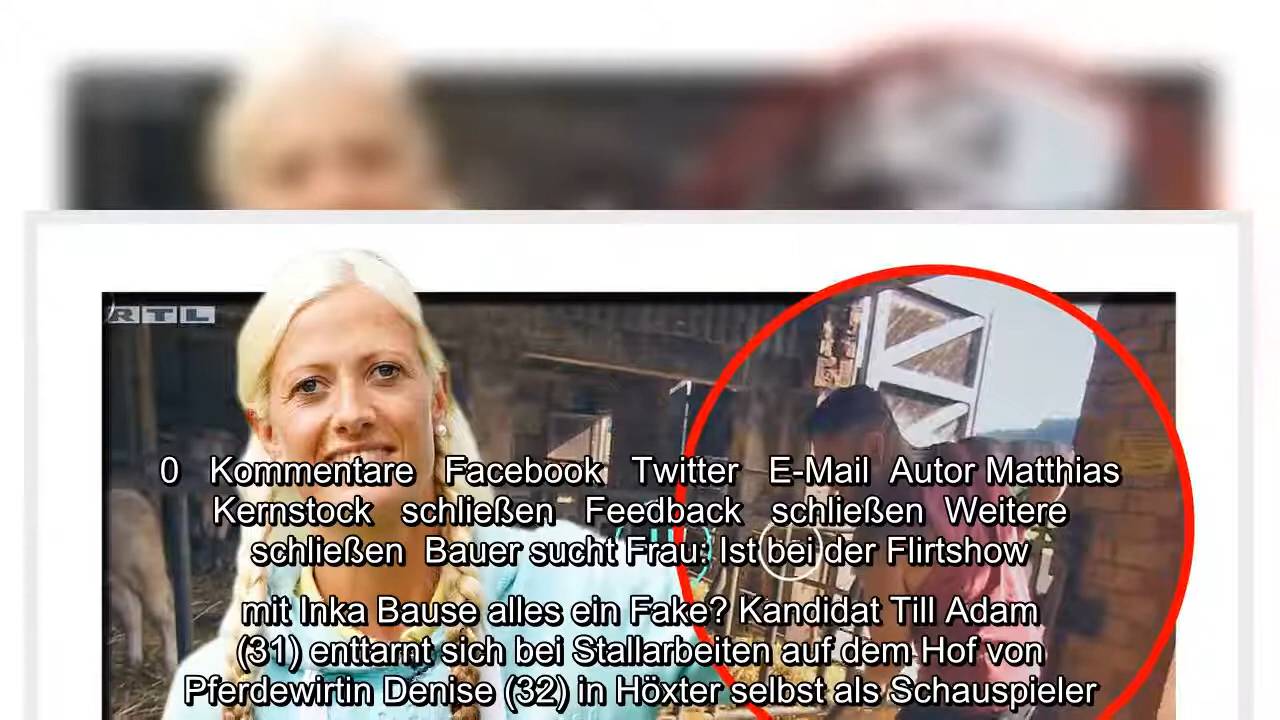 RTL
0 Kommentare Facebook Twitter E-Mail Autor Matthias
Kernstock schließen Feedback schließen Weitere
schließen Bauer sucht Frau: Ist bei der Flirtshow
mit Inka Bause alles ein Fake? Kandidat Till Adam
(31) enttarnt sich bei Stallarbeiten auf dem Hof von
Pferdewirtin Denise (32) in Höxter selbst als Schauspieler